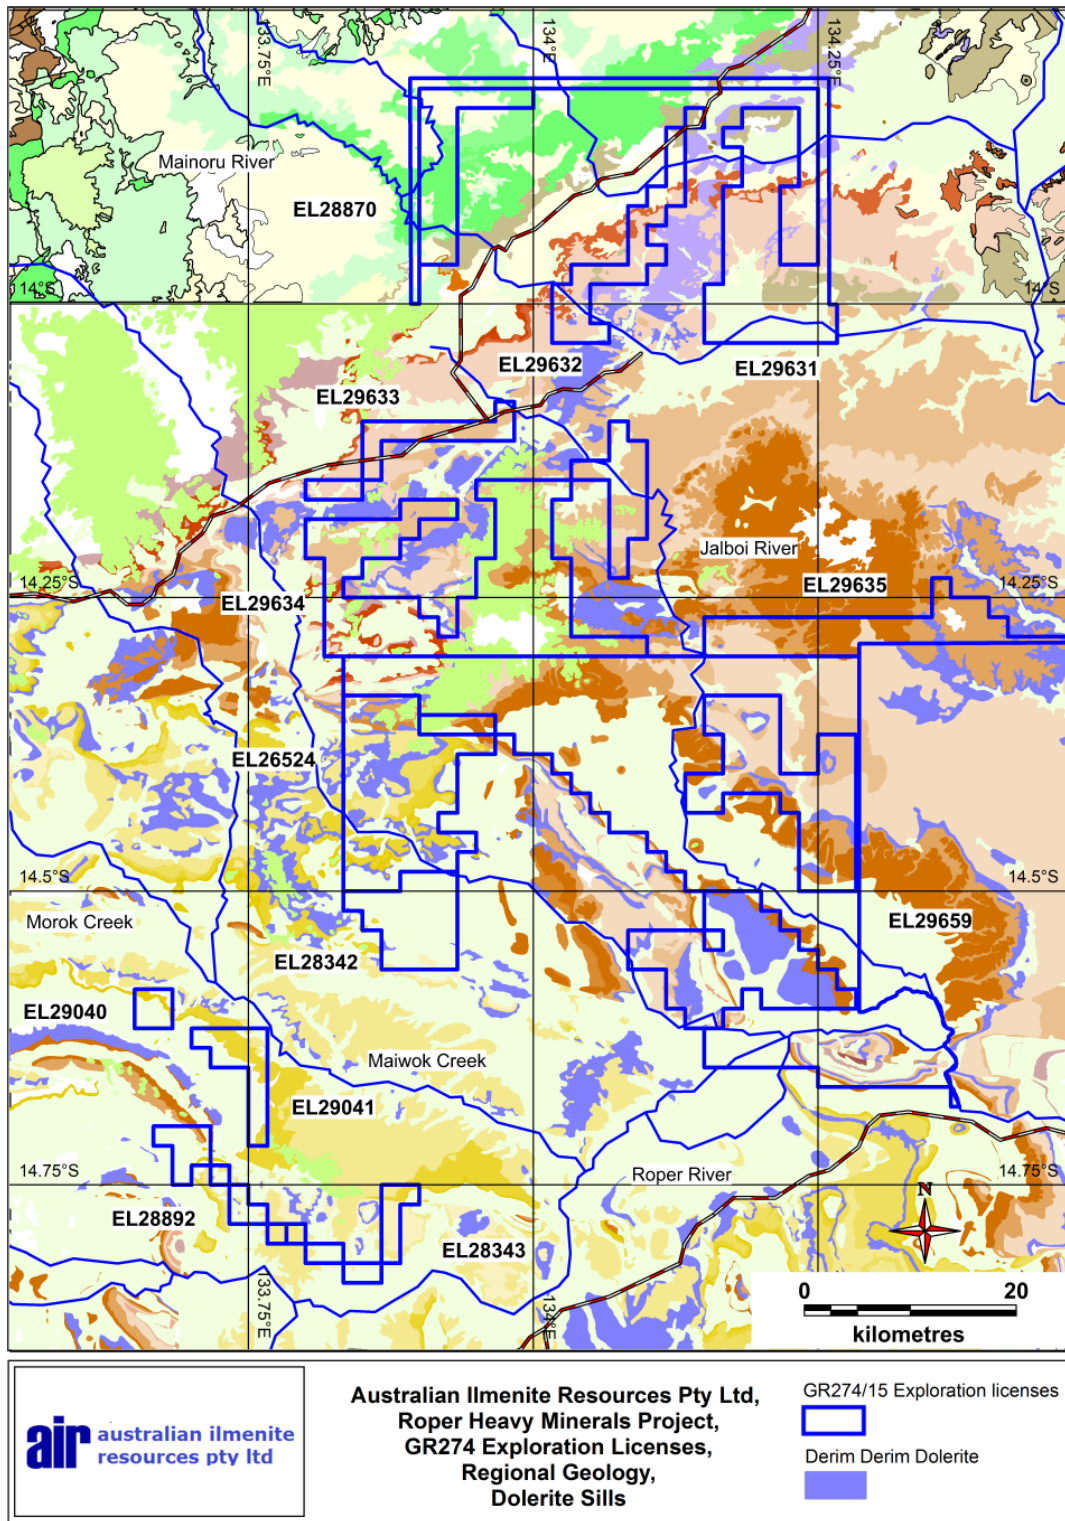 133.75°E
134°E
134.25°E
Mainoru River
EL28870
14°S
14°S
EL29632
EL29631
EL29633
Jalboi River
14.25°S
EL29634
EL29635
14.25°S
EL26524
14.5°S
14.5°S
Morok Creek
EL29659
EL28342
EL29040
Maiwok Creek
EL29041
14.75°S
Roper River
14.75°S
EL28892
EL28343
N
133.75°E
134°E
0 20
kilometres
air australian ilmenite
resources pty ltd
Australian Ilmenite Resources Pty Ltd,
Roper Heavy Minerals Project,
GR274 Exploration Licenses,
Regional Geology,
Dolerite Sills
GR274/15 Exploration licenses
Derim Derim Dolerite